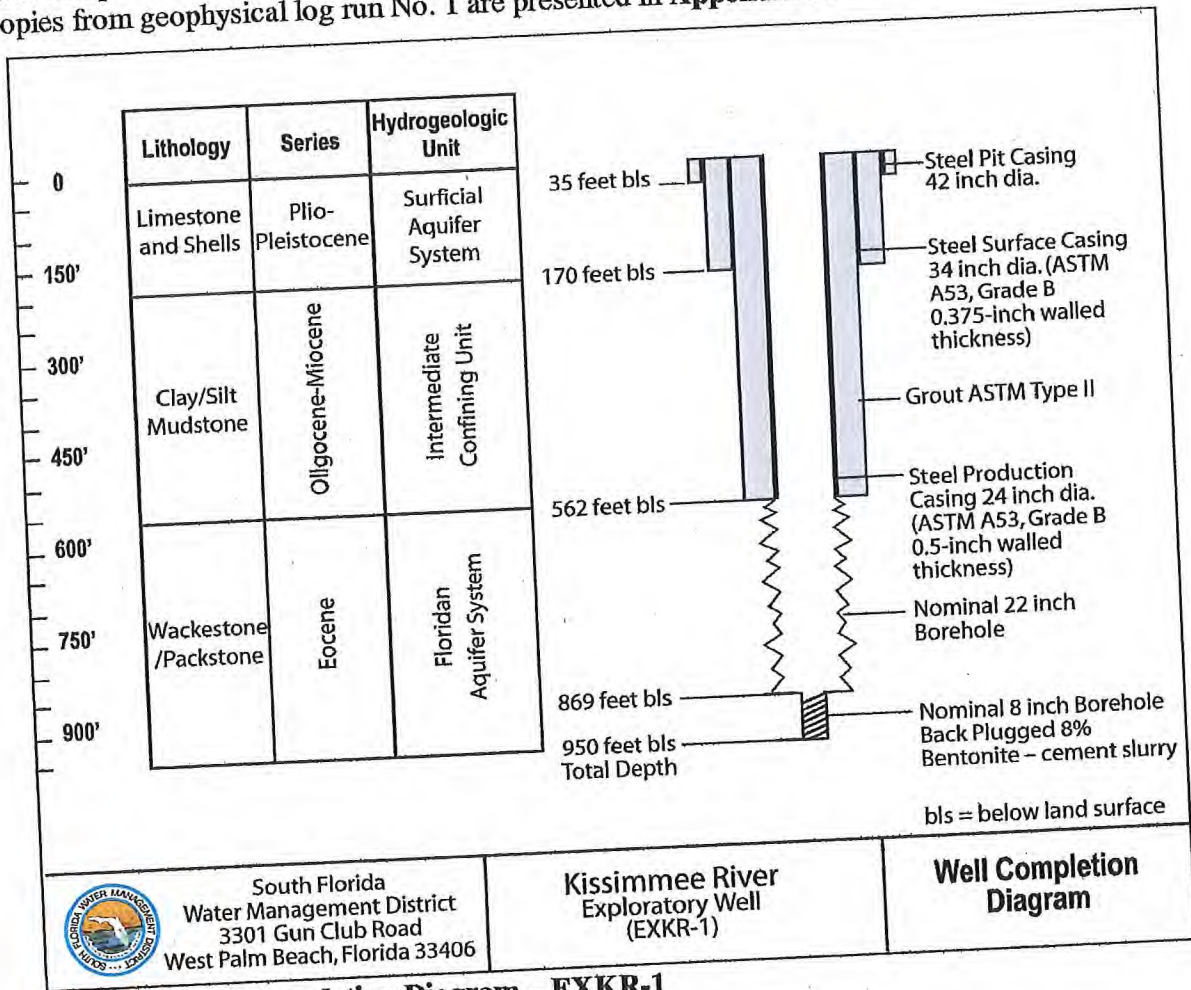 opies from geophysical log run No. 1 are presented in
Lithology
Series
Hydrogeologic
Unit
0
150'
300'
450'
600'
750'
900'
Limestone
and Shells
Plio-
Pleistocene
Surficial
Aquifer
System
Clay/Silt
Mudstone
Oligocene-Miocene
Intermediate
Confining Unit
Wackestone
/Packstone
Eocene
Floridan
Aquifer System
35 feet bls
170 feet bls
562 feet bls
869 feet bls
950 feet bls
Total Depth
Steel Pit Casing
42 inch dia.
Steel Surface Casing
34 inch dia. (ASTM
A53, Grade B
0.375-inch walled
thickness)
Grout ASTM Type II
Steel Production
Casing 24 inch dia.
(ASTM A53, Grade B
0.5-inch walled
thickness)
Nominal 22 inch
Borehole
Nominal 8 inch Borehole
Back Plugged 8%
Bentonite – cement slurry
bls = below land surface
SOUTH FLORIDA WATER MANAGEMENT DISTRICT
South Florida
Water Management District
3301 Gun Club Road
West Palm Beach, Florida 33406
Kissimmee River
Exploratory Well
(EXKR-1)
Well Completion
Diagram
Diagram EXKR-1